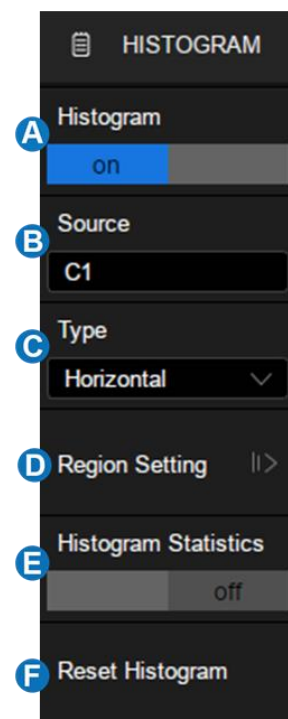 HISTOGRAM
A
Histogram
on
B
Source
C1
C
Type
Horizontal
D
Region Setting
E
Histogram Statistics
off
F
Reset Histogram